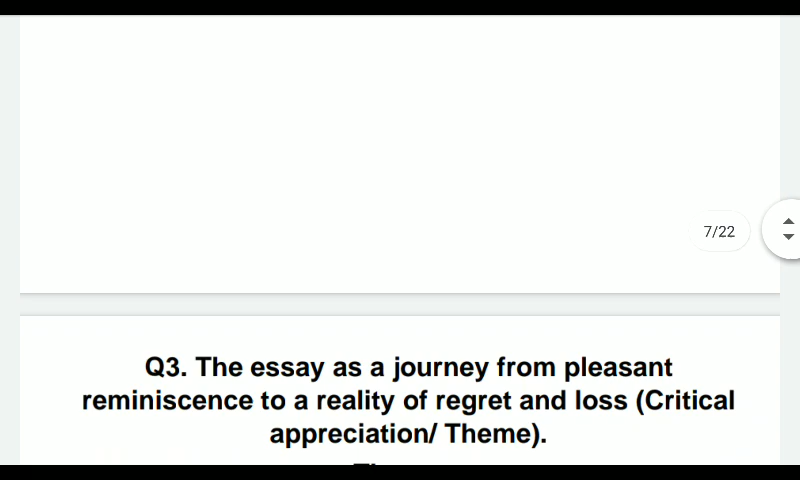 7/22
Q3. The essay as a journey from pleasant
reminiscence to a reality of regret and loss (Critical
appreciation/ Theme).